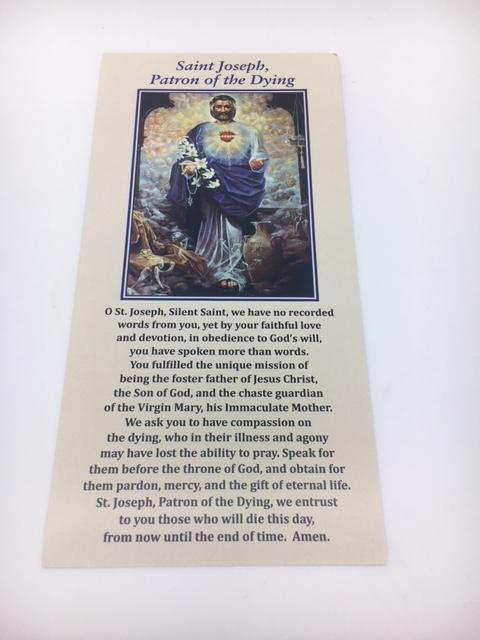 Saint Joseph,
Patron of the Dying
O St. Joseph, Silent Saint, we have no recorded
words from you, yet by your faithful love
and devotion, in obedience to God's will,
you have spoken more than words.
You fulfilled the unique mission of
being the foster father of Jesus Christ,
the Son of God, and the chaste guardian
of the Virgin Mary, his Immaculate Mother.
We ask you to have compassion on
the dying, who in their illness and agony
may have lost the ability to pray. Speak for
them before the throne of God, and obtain for
them pardon, mercy, and the gift of eternal life.
St. Joseph, Patron of the Dying, we entrust
to you those who will die this day,
from now until the end of time. Amen.